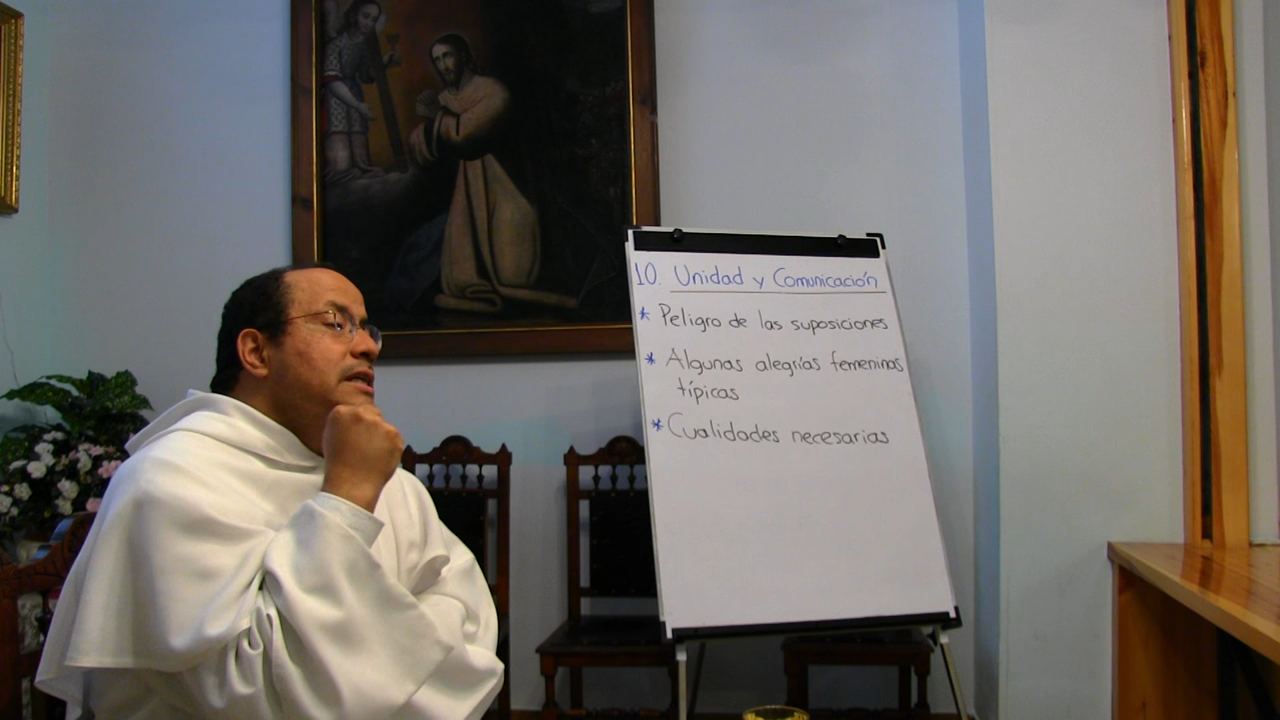 10. Unidad y Comunicación
* Peligro de las suposiciones
* Algunas alegrías femeninas
típicas
* Cualidades necesarias